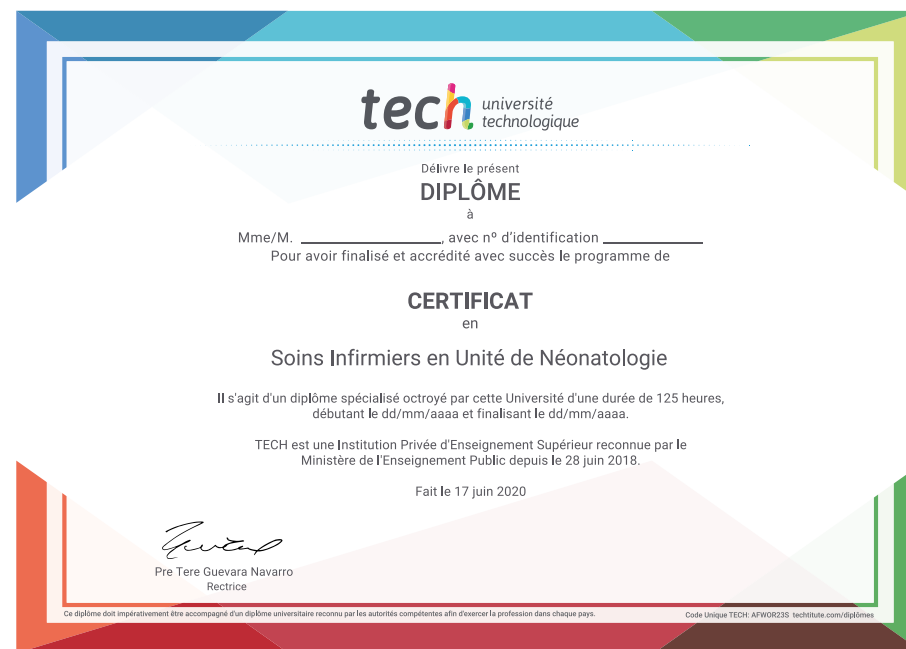 tech université
technologique
Délivre le présent
DIPLÔME
à
Mme/M. ____________________, avec nº d'identification ______________
Pour avoir finalisé et accrédité avec succès le programme de
CERTIFICAT
en
Soins Infirmiers en Unité de Néonatologie
Il s'agit d'un diplôme spécialisé octroyé par cette Université d'une durée de 125 heures,
débutant le dd/mm/aaaa et finalisant le dd/mm/aaaa.
TECH est une Institution Privée d'Enseignement Supérieur reconnue par le
Ministère de l'Enseignement Public depuis le 28 juin 2018.
Fait le 17 juin 2020
Pre Tere Guevara Navarro
Rectrice
Ce diplôme doit impérativement être accompagné d'un diplôme universitaire reconnu par les autorités compétentes afin d'exercer la profession dans chaque pays.
Code Unique TECH: AFWOR23S techtitute.com/diplômes